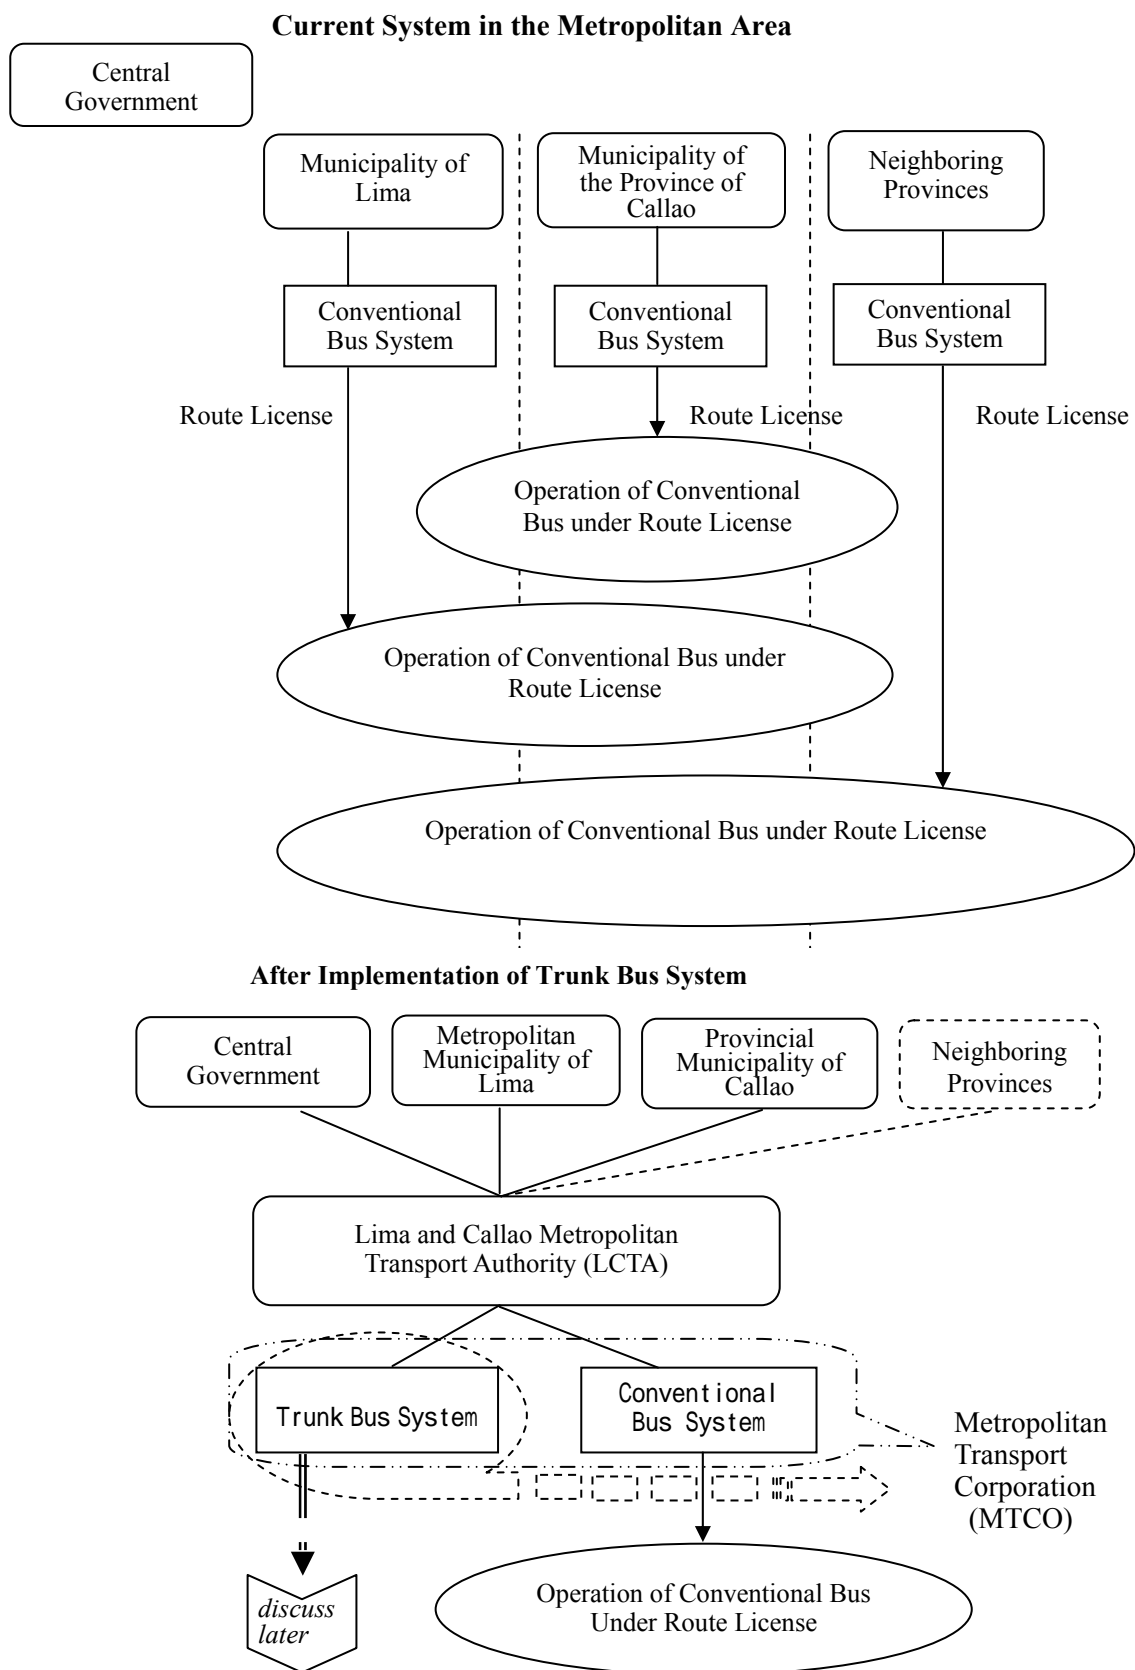 Current System in the Metropolitan Area
Central
Government
Municipality of
Lima
Municipality of
the Province of
Callao
Neighboring
Provinces
Conventional
Bus System
Conventional
Bus System
Conventional
Bus System
Route License
Route License
Route License
Operation of Conventional
Bus under Route License
Operation of Conventional Bus under
Route License
Operation of Conventional Bus under Route License
After Implementation of Trunk Bus System
Central
Government
Metropolitan
Municipality of
Lima
Provincial
Municipality of
Callao
Neighboring
Provinces
Lima and Callao Metropolitan
Transport Authority (LCTA)
Trunk Bus System
Conventional
Bus System
Metropolitan
Transport
Corporation
(MTCO)
discuss
later
Operation of Conventional Bus
Under Route License